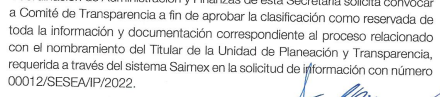 Administración y Finanzas de esta Secretaría solicita convocar
a Comité de Transparencia a fin de aprobar la clasificación como reservada de
toda la información y documentación correspondiente al proceso relacionado
con el nombramiento del Titular de la Unidad de Planeación y Transparencia,
requerida a través del sistema Saimex en la solicitud de información con número
00012/SESEA/IP/2022.